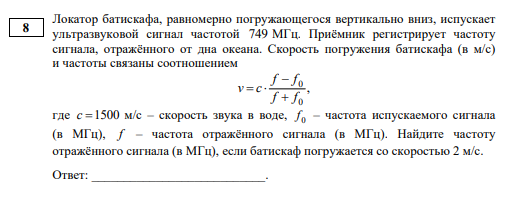 8
Локатор батискафа, равномерно погружающегося вертикально вниз, испускает
ультразвуковой сигнал частотой 749 МГц. Приёмник регистрирует частоту
сигнала, отражённого от дна океана. Скорость погружения батискафа (в м/с)
и частоты связаны соотношением
v = c · (f − f₀)/(f + f₀),
где c = 1500 м/с – скорость звука в воде, f₀ – частота испускаемого сигнала
(в МГц), f – частота отражённого сигнала (в МГц). Найдите частоту
отражённого сигнала (в МГц), если батискаф погружается со скоростью 2 м/с.
Ответ: ___________________________.